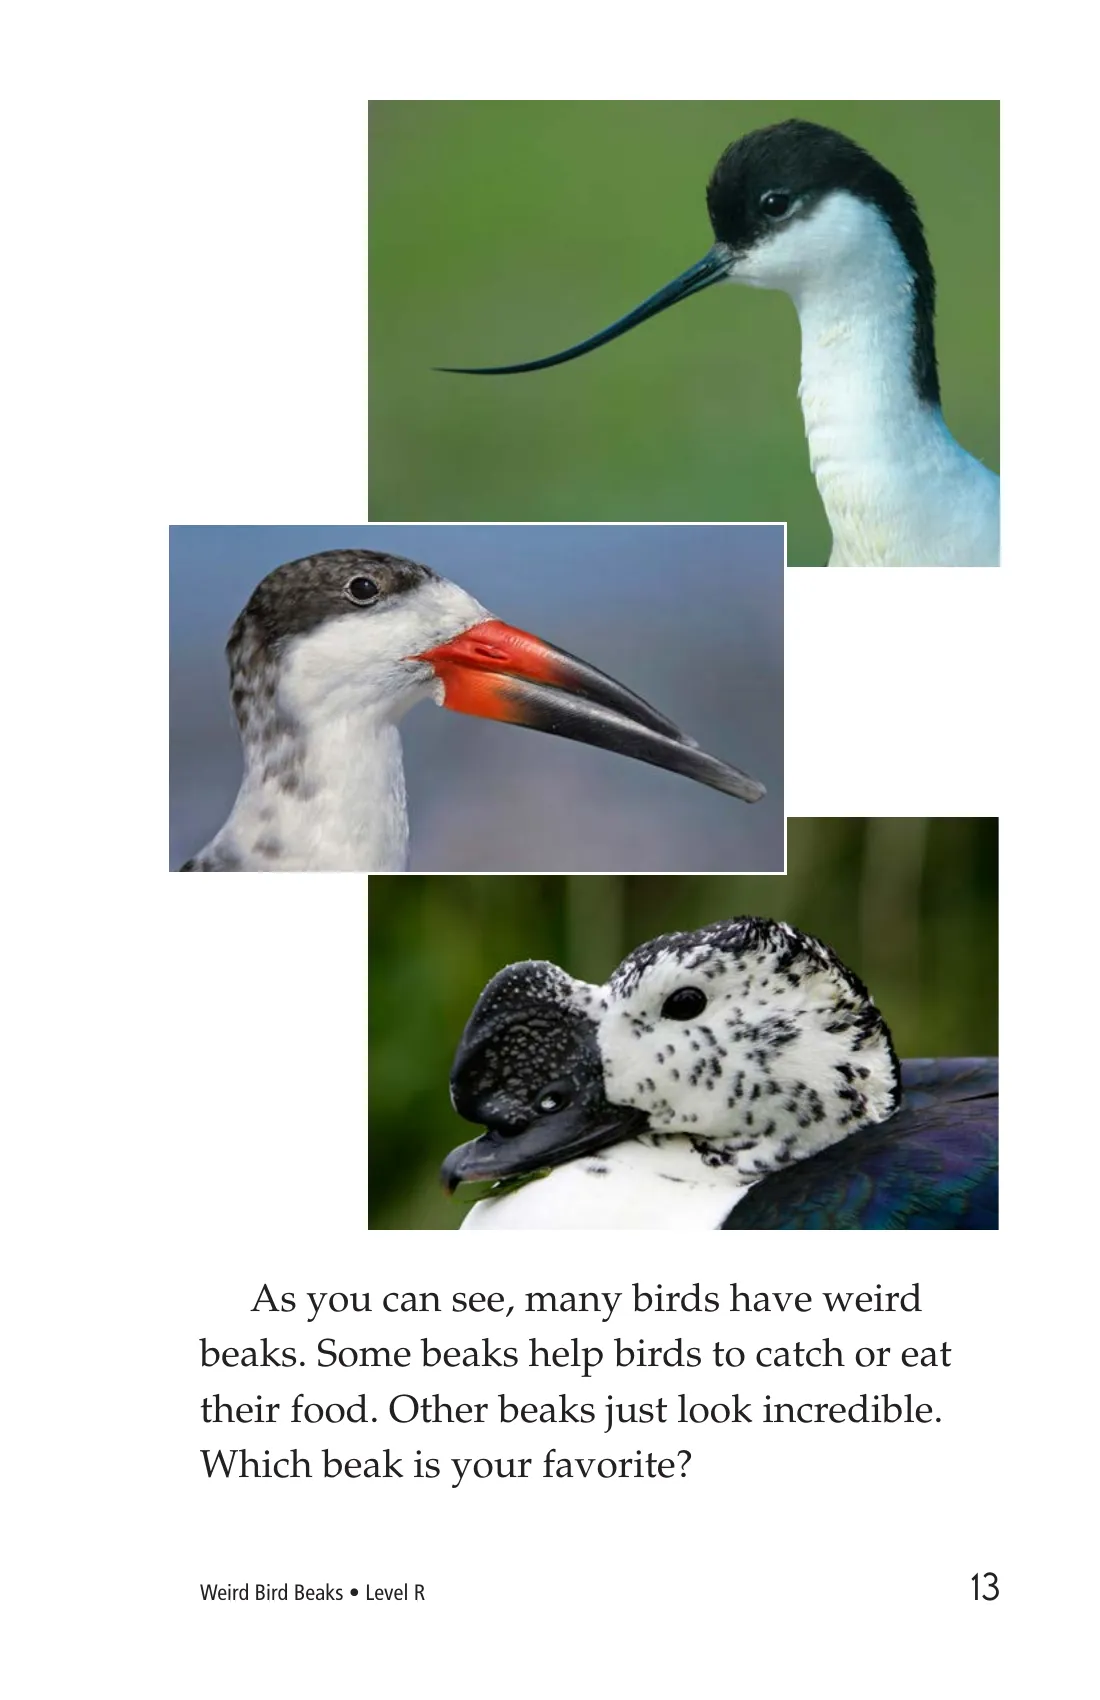 As you can see, many birds have weird
beaks. Some beaks help birds to catch or eat
their food. Other beaks just look incredible.
Which beak is your favorite?
Weird Bird Beaks • Level R
13